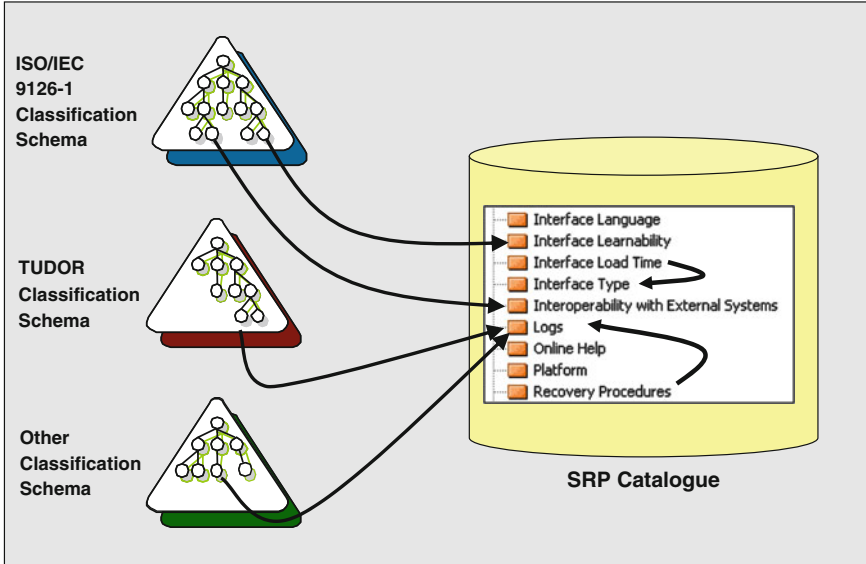 ISO/IEC
9126-1
Classification
Schema
TUDOR
Classification
Schema
Other
Classification
Schema
Interface Language
Interface Learnability
Interface Load Time
Interface Type
Interoperability with External Systems
Logs
Online Help
Platform
Recovery Procedures
SRP Catalogue